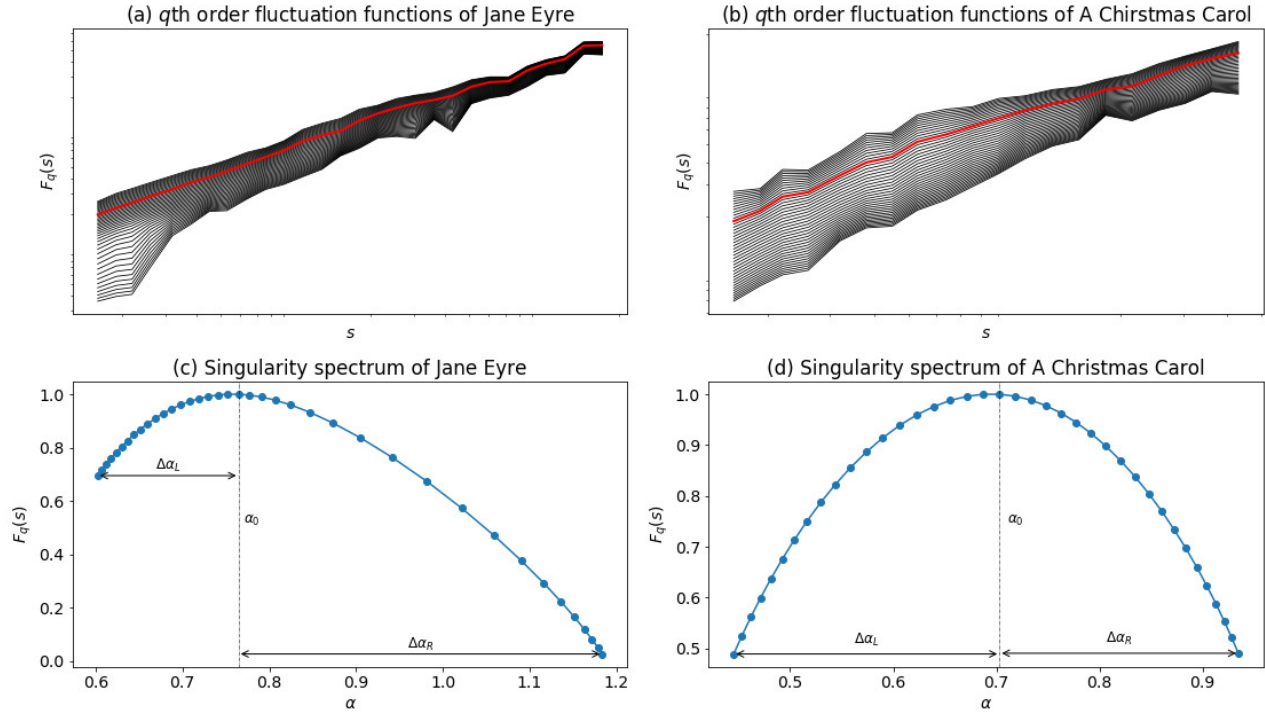 (a) qth order fluctuation functions of Jane Eyre
F_q(s)
s
(b) qth order fluctuation functions of A Chirstmas Carol
F_q(s)
s
(c) Singularity spectrum of Jane Eyre
F_q(s)
1.0
0.8
0.6
0.4
0.2
0.0
Δα_L
α_0
Δα_R
0.6 0.7 0.8 0.9 1.0 1.1 1.2
α
(d) Singularity spectrum of A Christmas Carol
F_q(s)
1.0
0.9
0.8
0.7
0.6
0.5
α_0
Δα_L
Δα_R
0.5 0.6 0.7 0.8 0.9
α